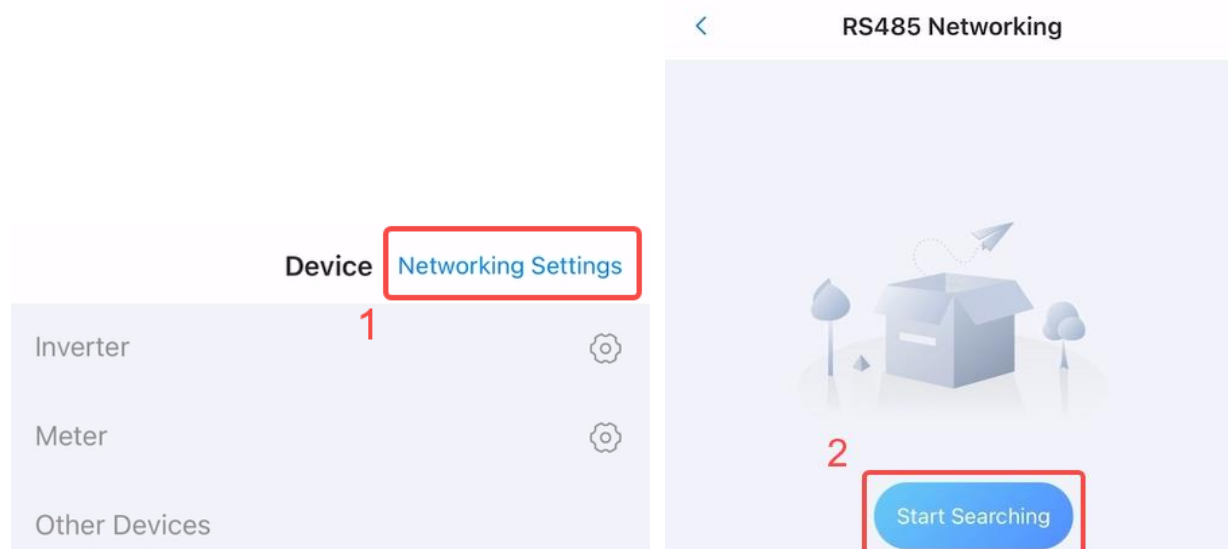 Device Networking Settings
1
Inverter
Meter
Other Devices
RS485 Networking
2
Start Searching